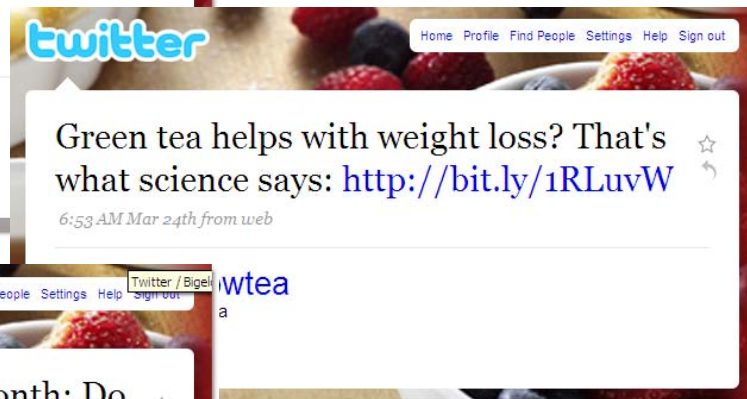 twitter
Home Profile Find People Settings Help Sign out
Green tea helps with weight loss? That's
what science says: http://bit.ly/1RLuvW
6:53 AM Mar 24th from web
Twitter / Bigel
wtea
a
eople Settings Help Sign out
onth: Do